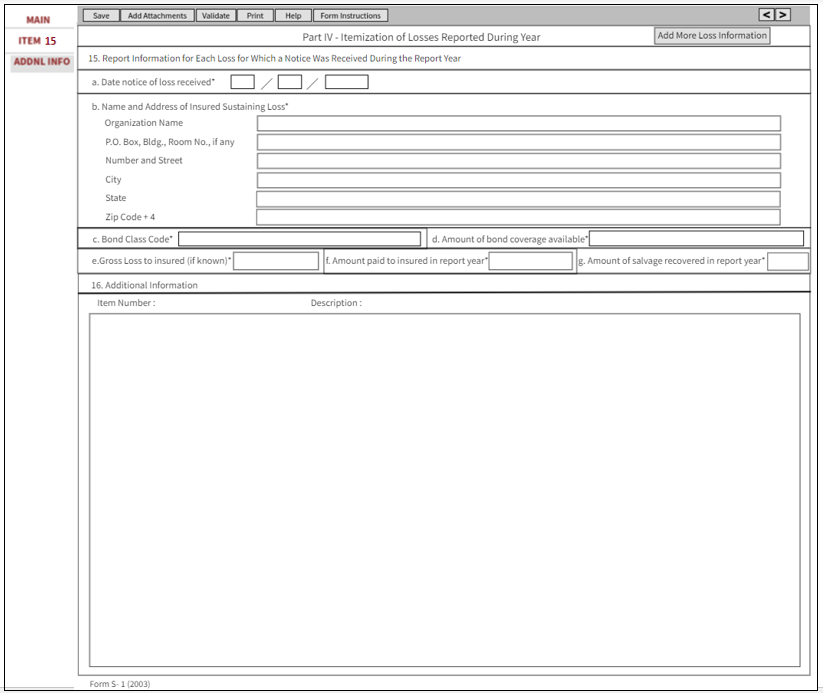 MAIN
ITEM 15
ADDNL INFO
Save Add Attachments Validate Print Help Form Instructions < >
Part IV - Itemization of Losses Reported During Year Add More Loss Information
15. Report Information for Each Loss for Which a Notice Was Received During the Report Year
a. Date notice of loss received* / /
b. Name and Address of Insured Sustaining Loss*
Organization Name
P.O. Box, Bldg., Room No., if any
Number and Street
City
State
Zip Code + 4
c. Bond Class Code* d. Amount of bond coverage available*
e.Gross Loss to insured (if known)* f. Amount paid to insured in report year* g. Amount of salvage recovered in report year*
16. Additional Information
Item Number : Description :
Form S- 1 (2003)